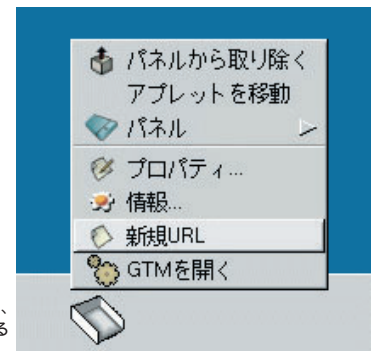 パネルから取り除く
アプレットを移動
パネル
プロパティ...
情報...
新規URL
GTMを開く
、
る